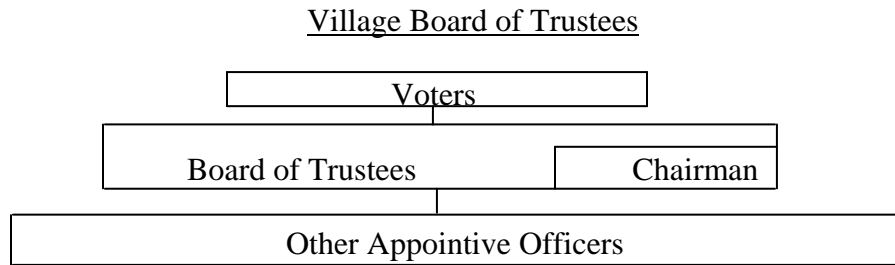 Village Board of Trustees
Voters
Board of Trustees Chairman
Other Appointive Officers